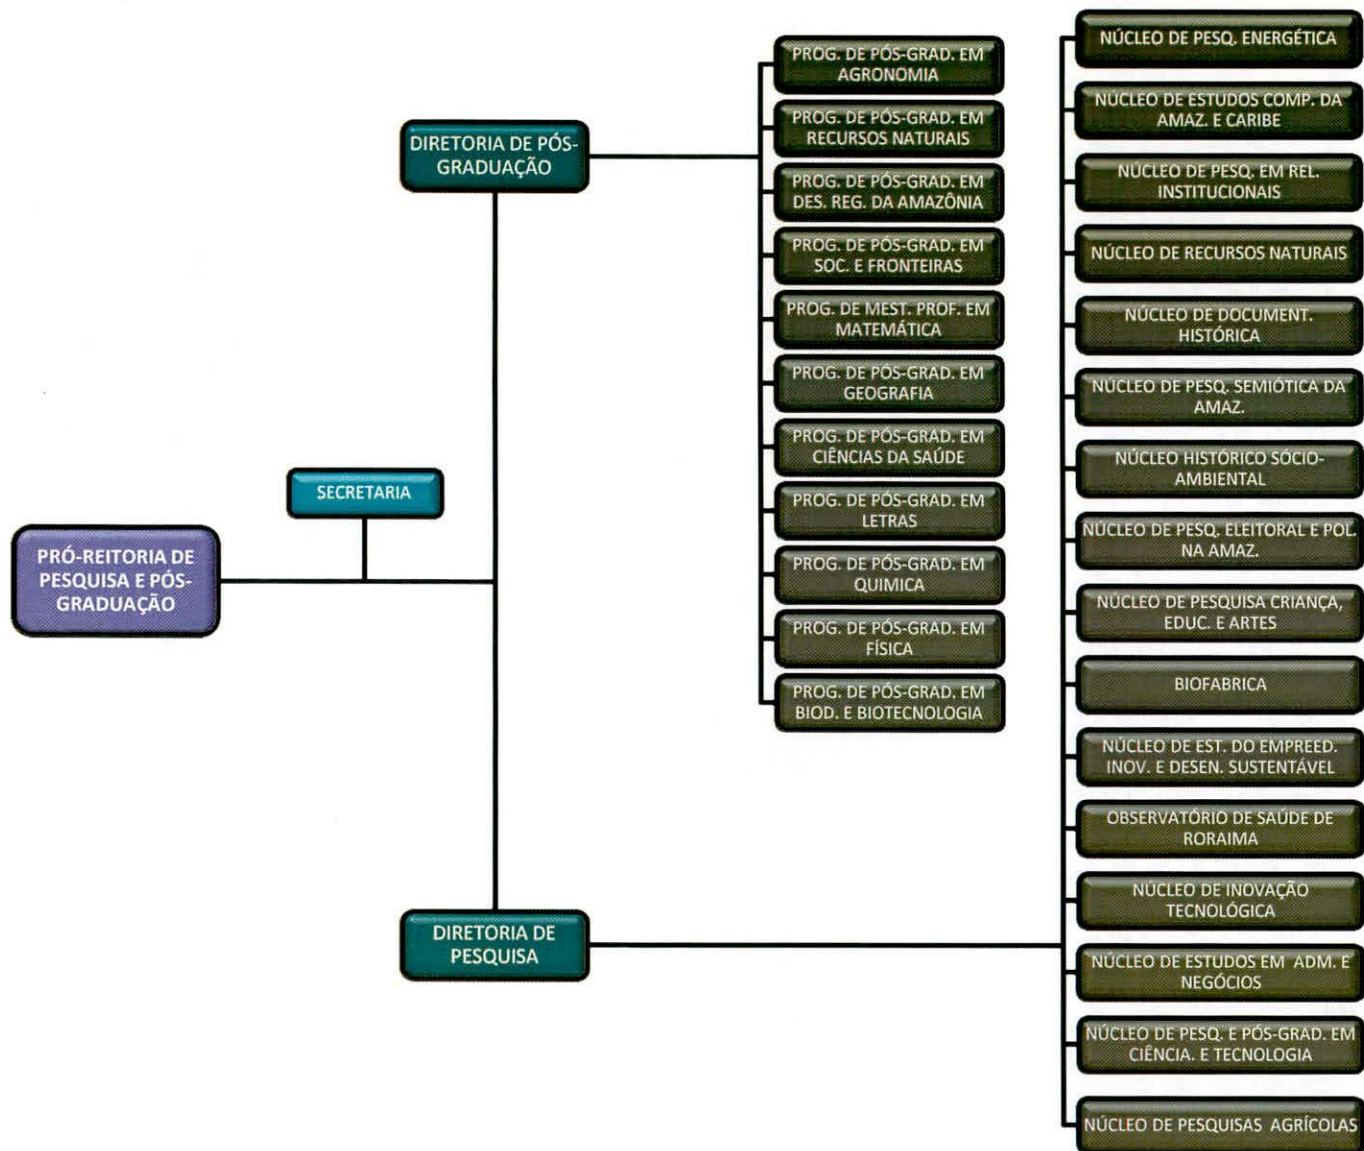 PRÓ-REITORIA DE
PESQUISA E PÓS-
GRADUAÇÃO
SECRETARIA
DIRETORIA DE PÓS-
GRADUAÇÃO
PROG. DE PÓS-GRAD. EM
AGRONOMIA
PROG. DE PÓS-GRAD. EM
RECURSOS NATURAIS
PROG. DE PÓS-GRAD. EM
DES. REG. DA AMAZÔNIA
PROG. DE PÓS-GRAD. EM
SOC. E FRONTEIRAS
PROG. DE MEST. PROF. EM
MATEMÁTICA
PROG. DE PÓS-GRAD. EM
GEOGRAFIA
PROG. DE PÓS-GRAD. EM
CIÊNCIAS DA SAÚDE
PROG. DE PÓS-GRAD. EM
LETRAS
PROG. DE PÓS-GRAD. EM
QUIMICA
PROG. DE PÓS-GRAD. EM
FÍSICA
PROG. DE PÓS-GRAD. EM
BIOD. E BIOTECNOLOGIA
DIRETORIA DE
PESQUISA
NÚCLEO DE PESQ. ENERGÉTICA
NÚCLEO DE ESTUDOS COMP. DA
AMAZ. E CARIBE
NÚCLEO DE PESQ. EM REL.
INSTITUCIONAIS
NÚCLEO DE RECURSOS NATURAIS
NÚCLEO DE DOCUMENT.
HISTÓRICA
NÚCLEO DE PESQ. SEMIÓTICA DA
AMAZ.
NÚCLEO HISTÓRICO SÓCIO-
AMBIENTAL
NÚCLEO DE PESQ. ELEITORAL E POL.
NA AMAZ.
NÚCLEO DE PESQUISA CRIANÇA,
EDUC. E ARTES
BIOFABRICA
NÚCLEO DE EST. DO EMPREED.
INOV. E DESEN. SUSTENTÁVEL
OBSERVATÓRIO DE SAÚDE DE
RORAIMA
NÚCLEO DE INOVAÇÃO
TECNOLÓGICA
NÚCLEO DE ESTUDOS EM ADM. E
NEGÓCIOS
NÚCLEO DE PESQ. E PÓS-GRAD. EM
CIÊNCIA. E TECNOLOGIA
NÚCLEO DE PESQUISAS AGRÍCOLAS